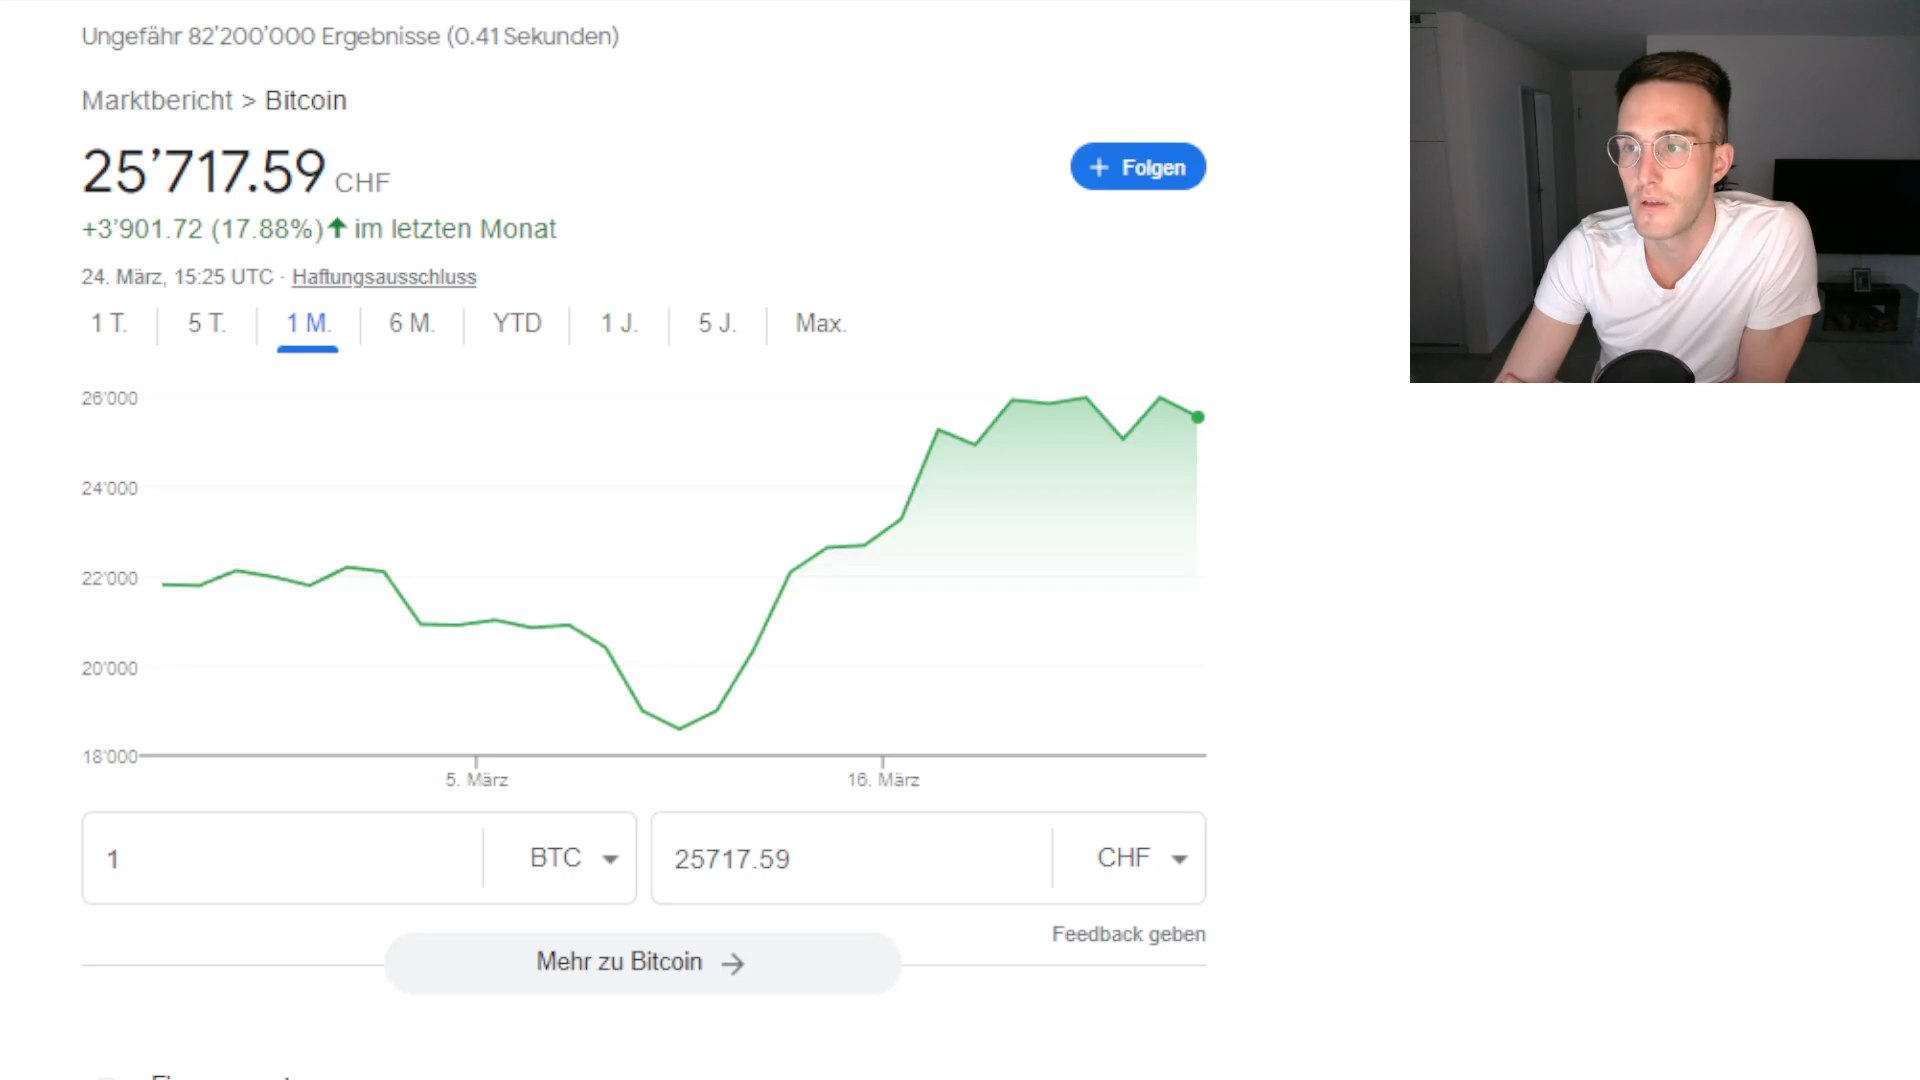 Ungefähr 82’200’000 Ergebnisse (0.41 Sekunden)
Marktbericht > Bitcoin
25’717.59 CHF
+ Folgen
+3’901.72 (17.88%) ↑ im letzten Monat
24. März, 15:25 UTC · Haftungsausschluss
1 T. 5 T. 1 M. 6 M. YTD 1 J. 5 J. Max.
26’000
24’000
22’000
20’000
18’000
5. März 16. März
1 BTC 25717.59 CHF
Feedback geben
Mehr zu Bitcoin →